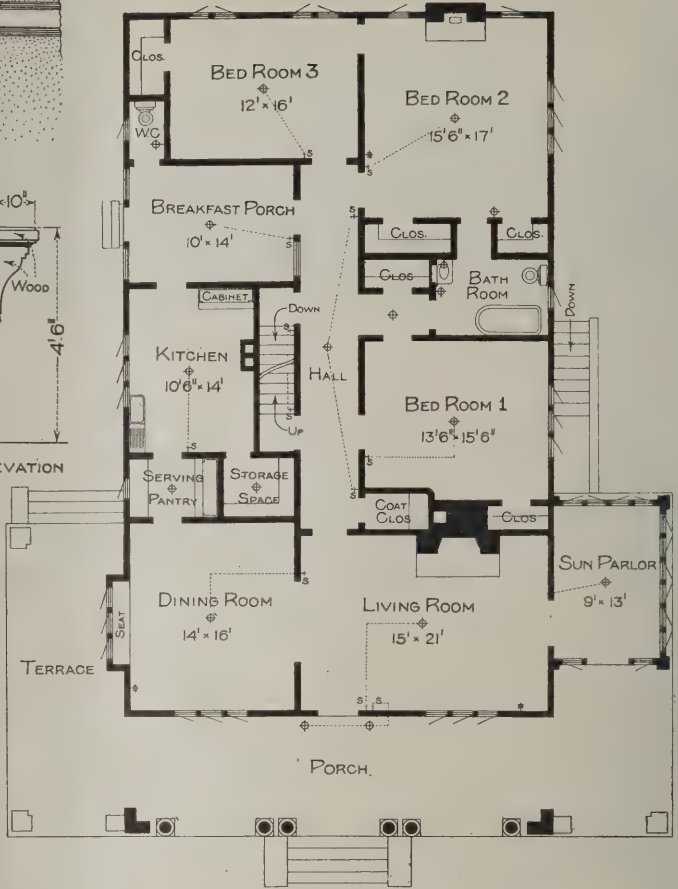 CLOS.
BED ROOM 3
12' × 16'
BED ROOM 2
15'6" × 17'
W.C
S
S
BREAKFAST PORCH
10' × 14'
S
S
CLOS.
CLOS.
10"
WOOD
4'6"
EVATION
CABINET
DOWN
S
CLOS
BATH
ROOM
DOWN
KITCHEN
10'6" × 14'
HALL
S
UP
BED ROOM 1
13'6" × 15'6"
S
S
SERVING
PANTRY
STORAGE
SPACE
S
COAT
CLOS
CLOS
SUN PARLOR
9' × 13'
S
DINING ROOM
14' × 16'
SEAT
LIVING ROOM
15' × 21'
TERRACE
S
S
PORCH.